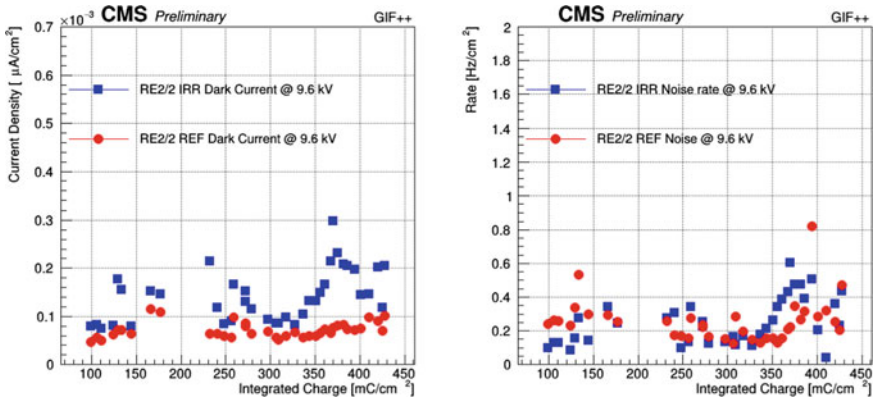 ×10⁻³
CMS Preliminary
GIF++
0.7
0.6
0.5
0.4
0.3
0.2
0.1
0
Current Density [ μA/cm²]
RE2/2 IRR Dark Current @ 9.6 kV
RE2/2 REF Dark Current @ 9.6 kV
100 150 200 250 300 350 400 450
Integrated Charge [mC/cm²]
CMS Preliminary
GIF++
2
1.8
1.6
1.4
1.2
1
0.8
0.6
0.4
0.2
0
Rate [Hz/cm²]
RE2/2 IRR Noise rate @ 9.6 kV
RE2/2 REF Noise @ 9.6 kV
100 150 200 250 300 350 400 450
Integrated Charge [mC/cm²]